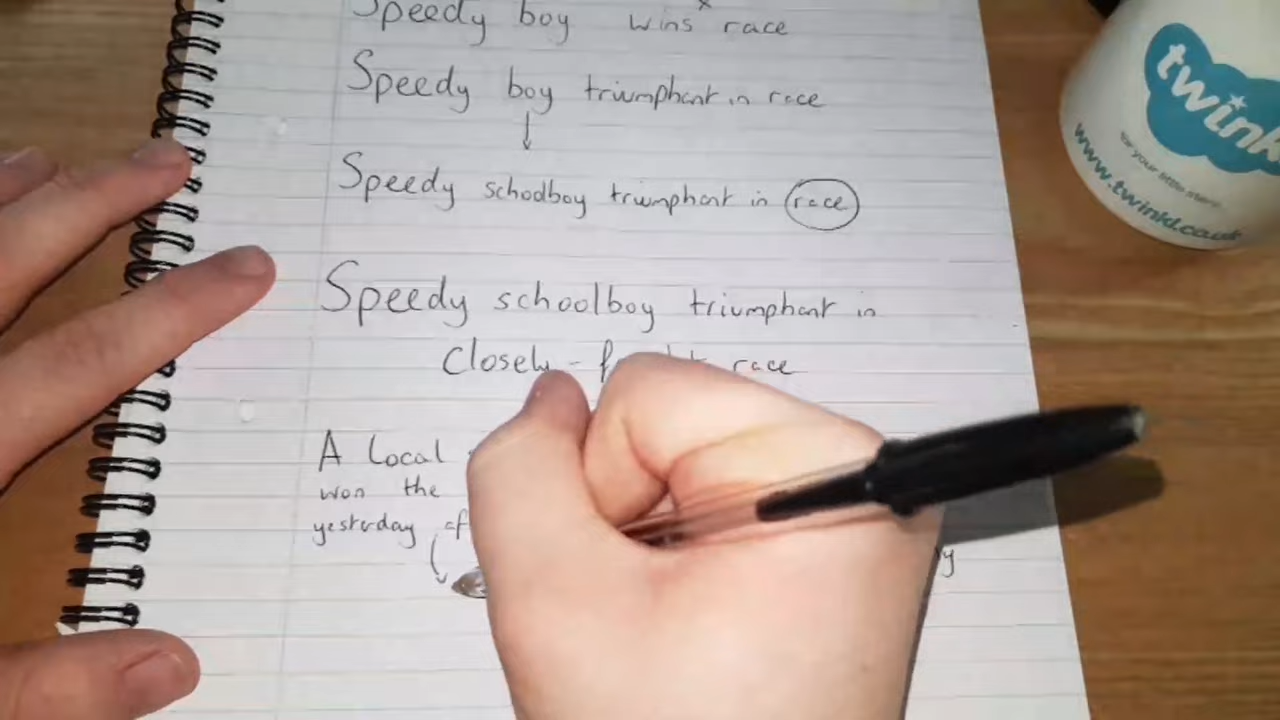 Speedy boy wins race
Speedy boy triumphant in race
Speedy schoolboy triumphant in race
Speedy schoolboy triumphant in
Closely- race
A local
won the
yesterday
twinkl
www.twinkl.co.uk